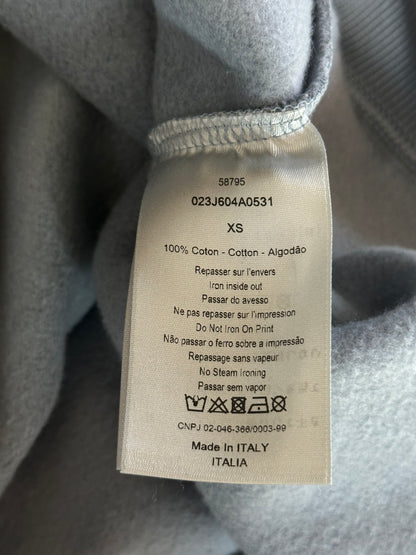 58795
023J604A0531
XS
100% Coton - Cotton - Algodão
Repasser sur l'envers
Iron inside out
Passar do avesso
Ne pas repasser sur l'impression
Do Not Iron On Print
Não passar o ferro sobre a impressão
Repassage sans vapeur
No Steam Ironing
Passar sem vapor
CNPJ 02-046-366/0003-99
Made In ITALY
ITALIA